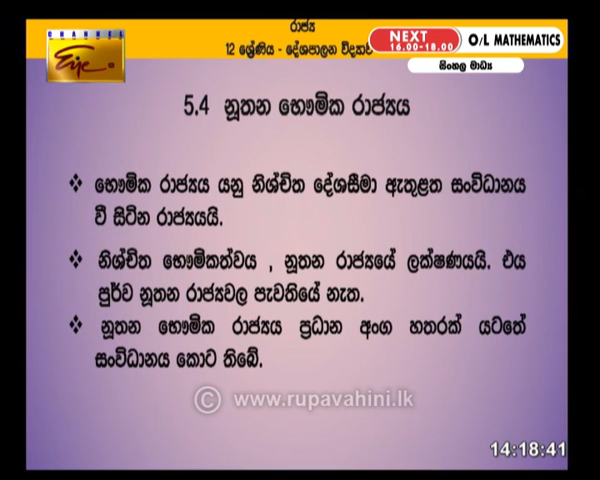 රාජ්‍ය
12 ශ්‍රේණිය - දේශපාලන
NEXT
16.00-18.00
O/L MATHEMATICS
සිංහල මාධ්‍ය
CHANNEL
Eye
5.4 නූතන භෞමික රාජ්‍යය
❖ භෞමික රාජ්‍යය යනු නිශ්චිත දේශසීමා ඇතුළත සංවිධානය
වී සිටින රාජ්‍යයයි.
❖ නිශ්චිත භෞමිකත්වය , නූතන රාජ්‍යයේ ලක්ෂණයයි. එය
පුර්ව නූතන රාජ්‍යවල පැවතියේ නැත.
❖ නූතන භෞමික රාජ්‍යය ප්‍රධාන අංග හතරක් යටතේ
සංවිධානය කොට තිබේ.
© www.rupavahini.lk
14:18:41